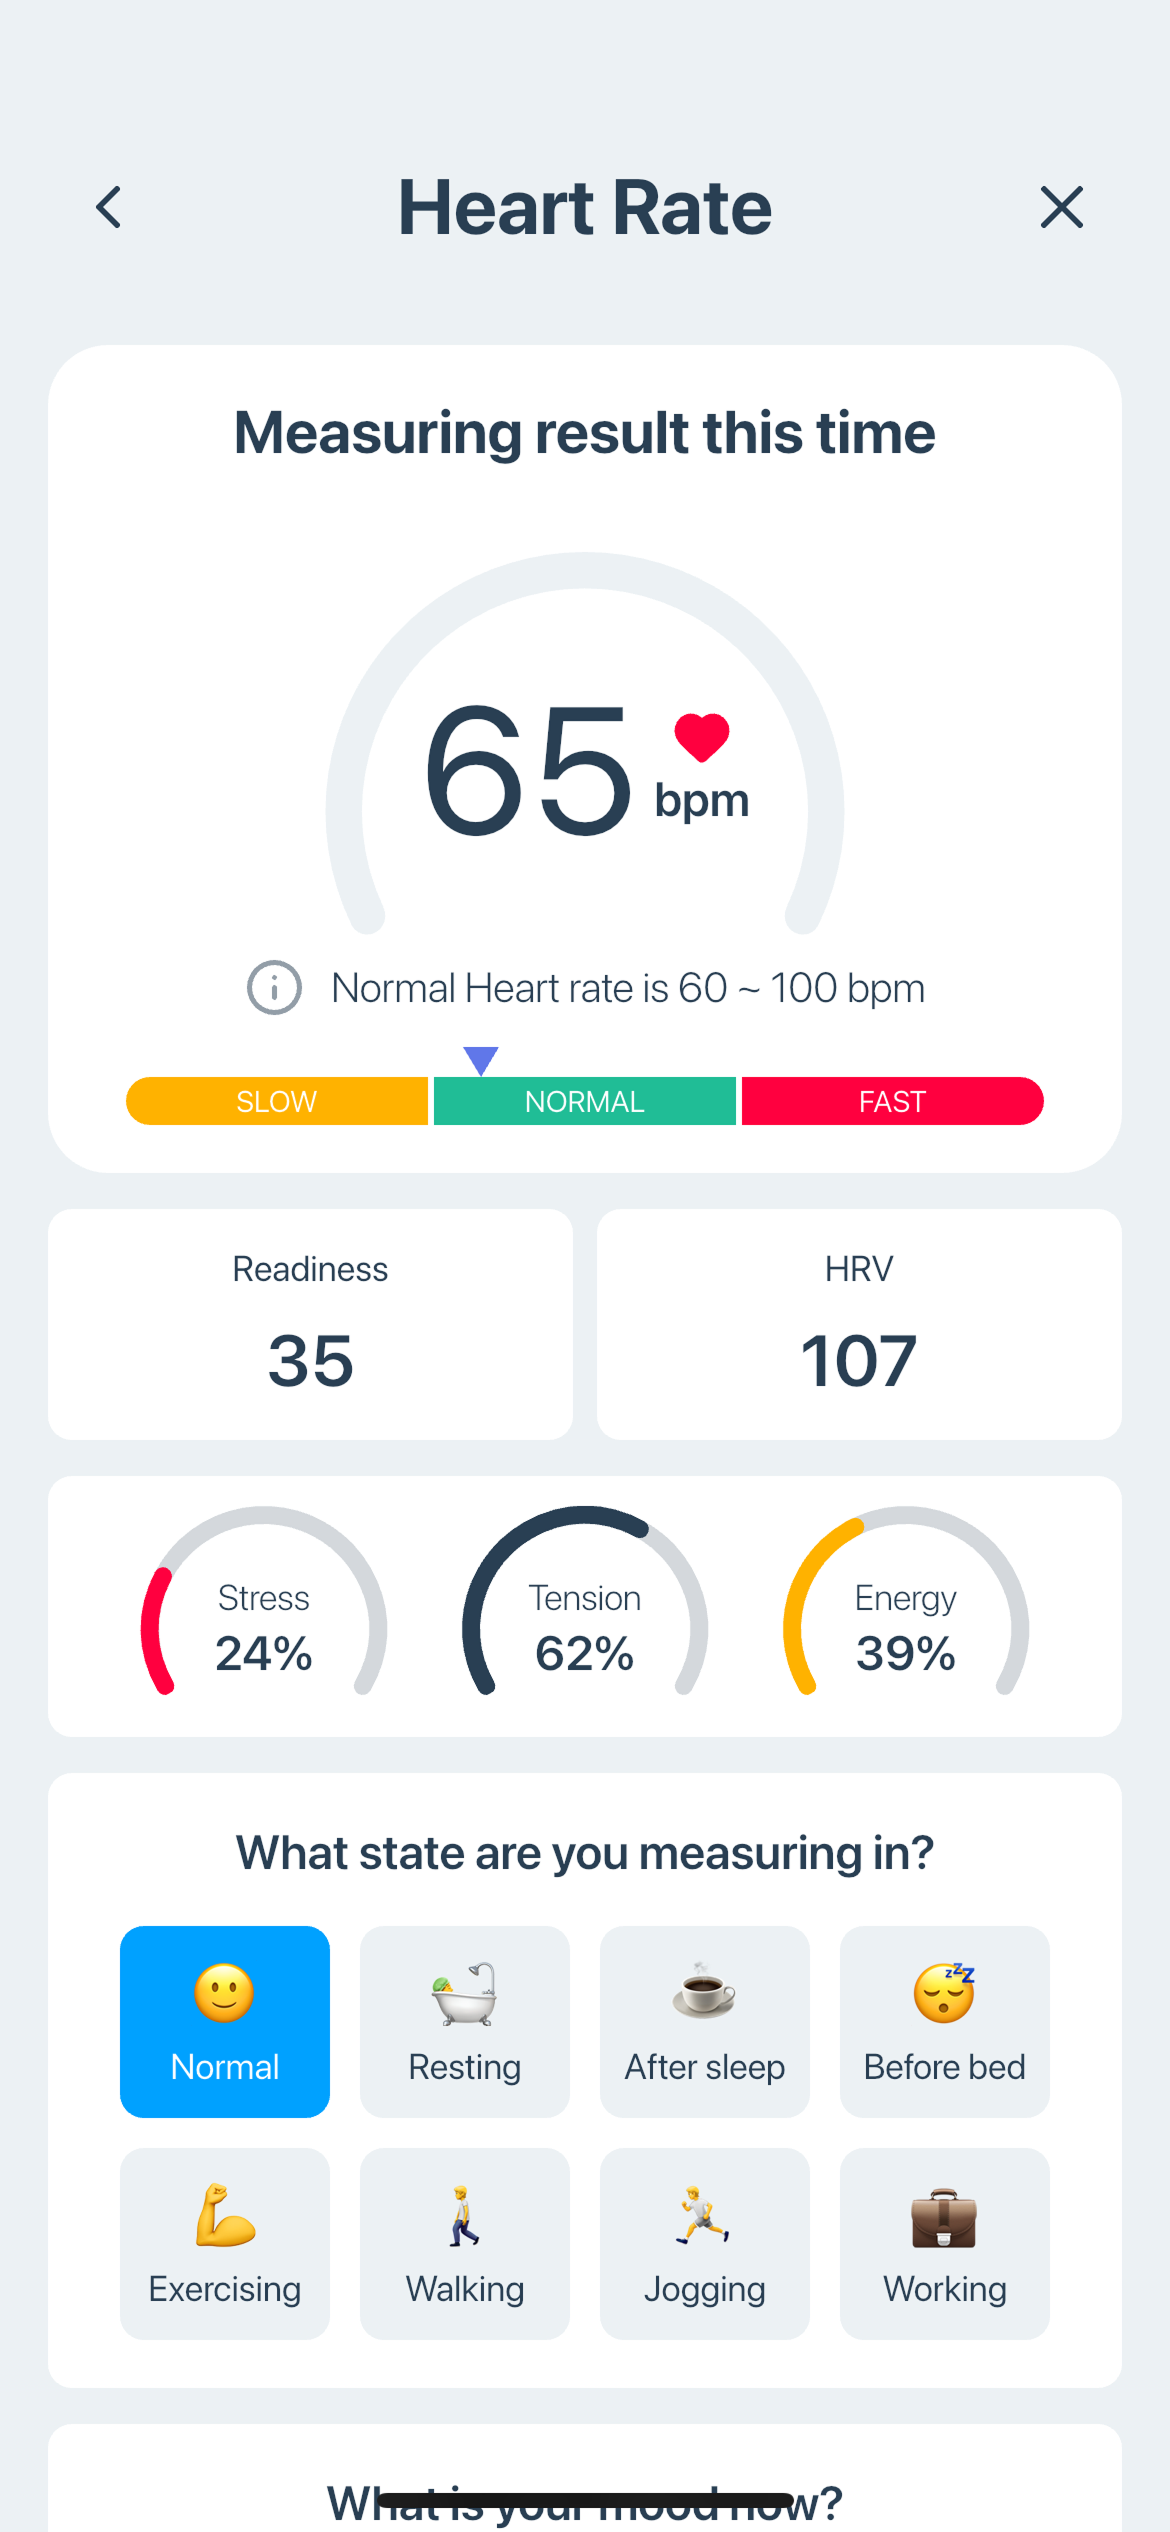 Heart Rate
Measuring result this time
65 bpm
Normal Heart rate is 60 ~ 100 bpm
SLOW NORMAL FAST
Readiness HRV
35 107
Stress Tension Energy
24% 62% 39%
What state are you measuring in?
Normal Resting After sleep Before bed
Exercising Walking Jogging Working
What is your mood now?